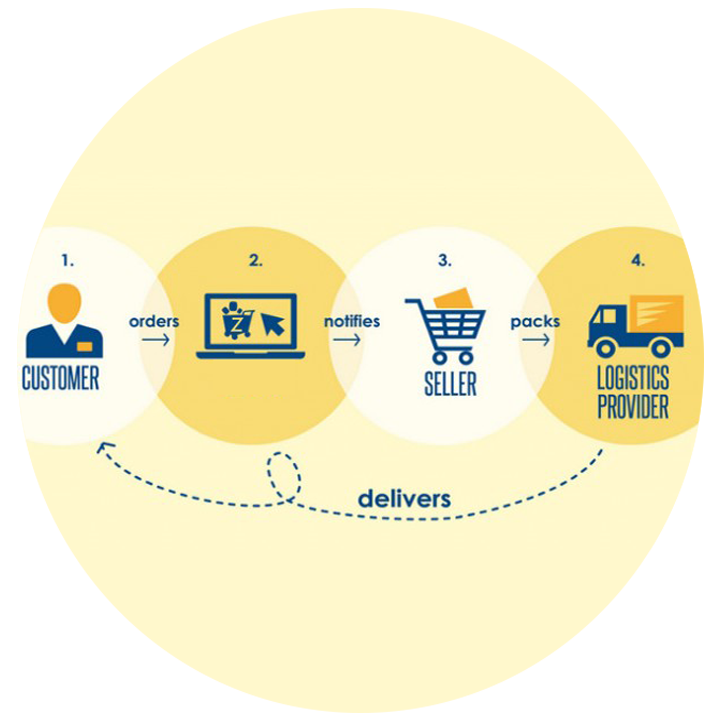 1.
CUSTOMER
orders
2.
Z
notifies
3.
SELLER
packs
4.
LOGISTICS
PROVIDER
delivers